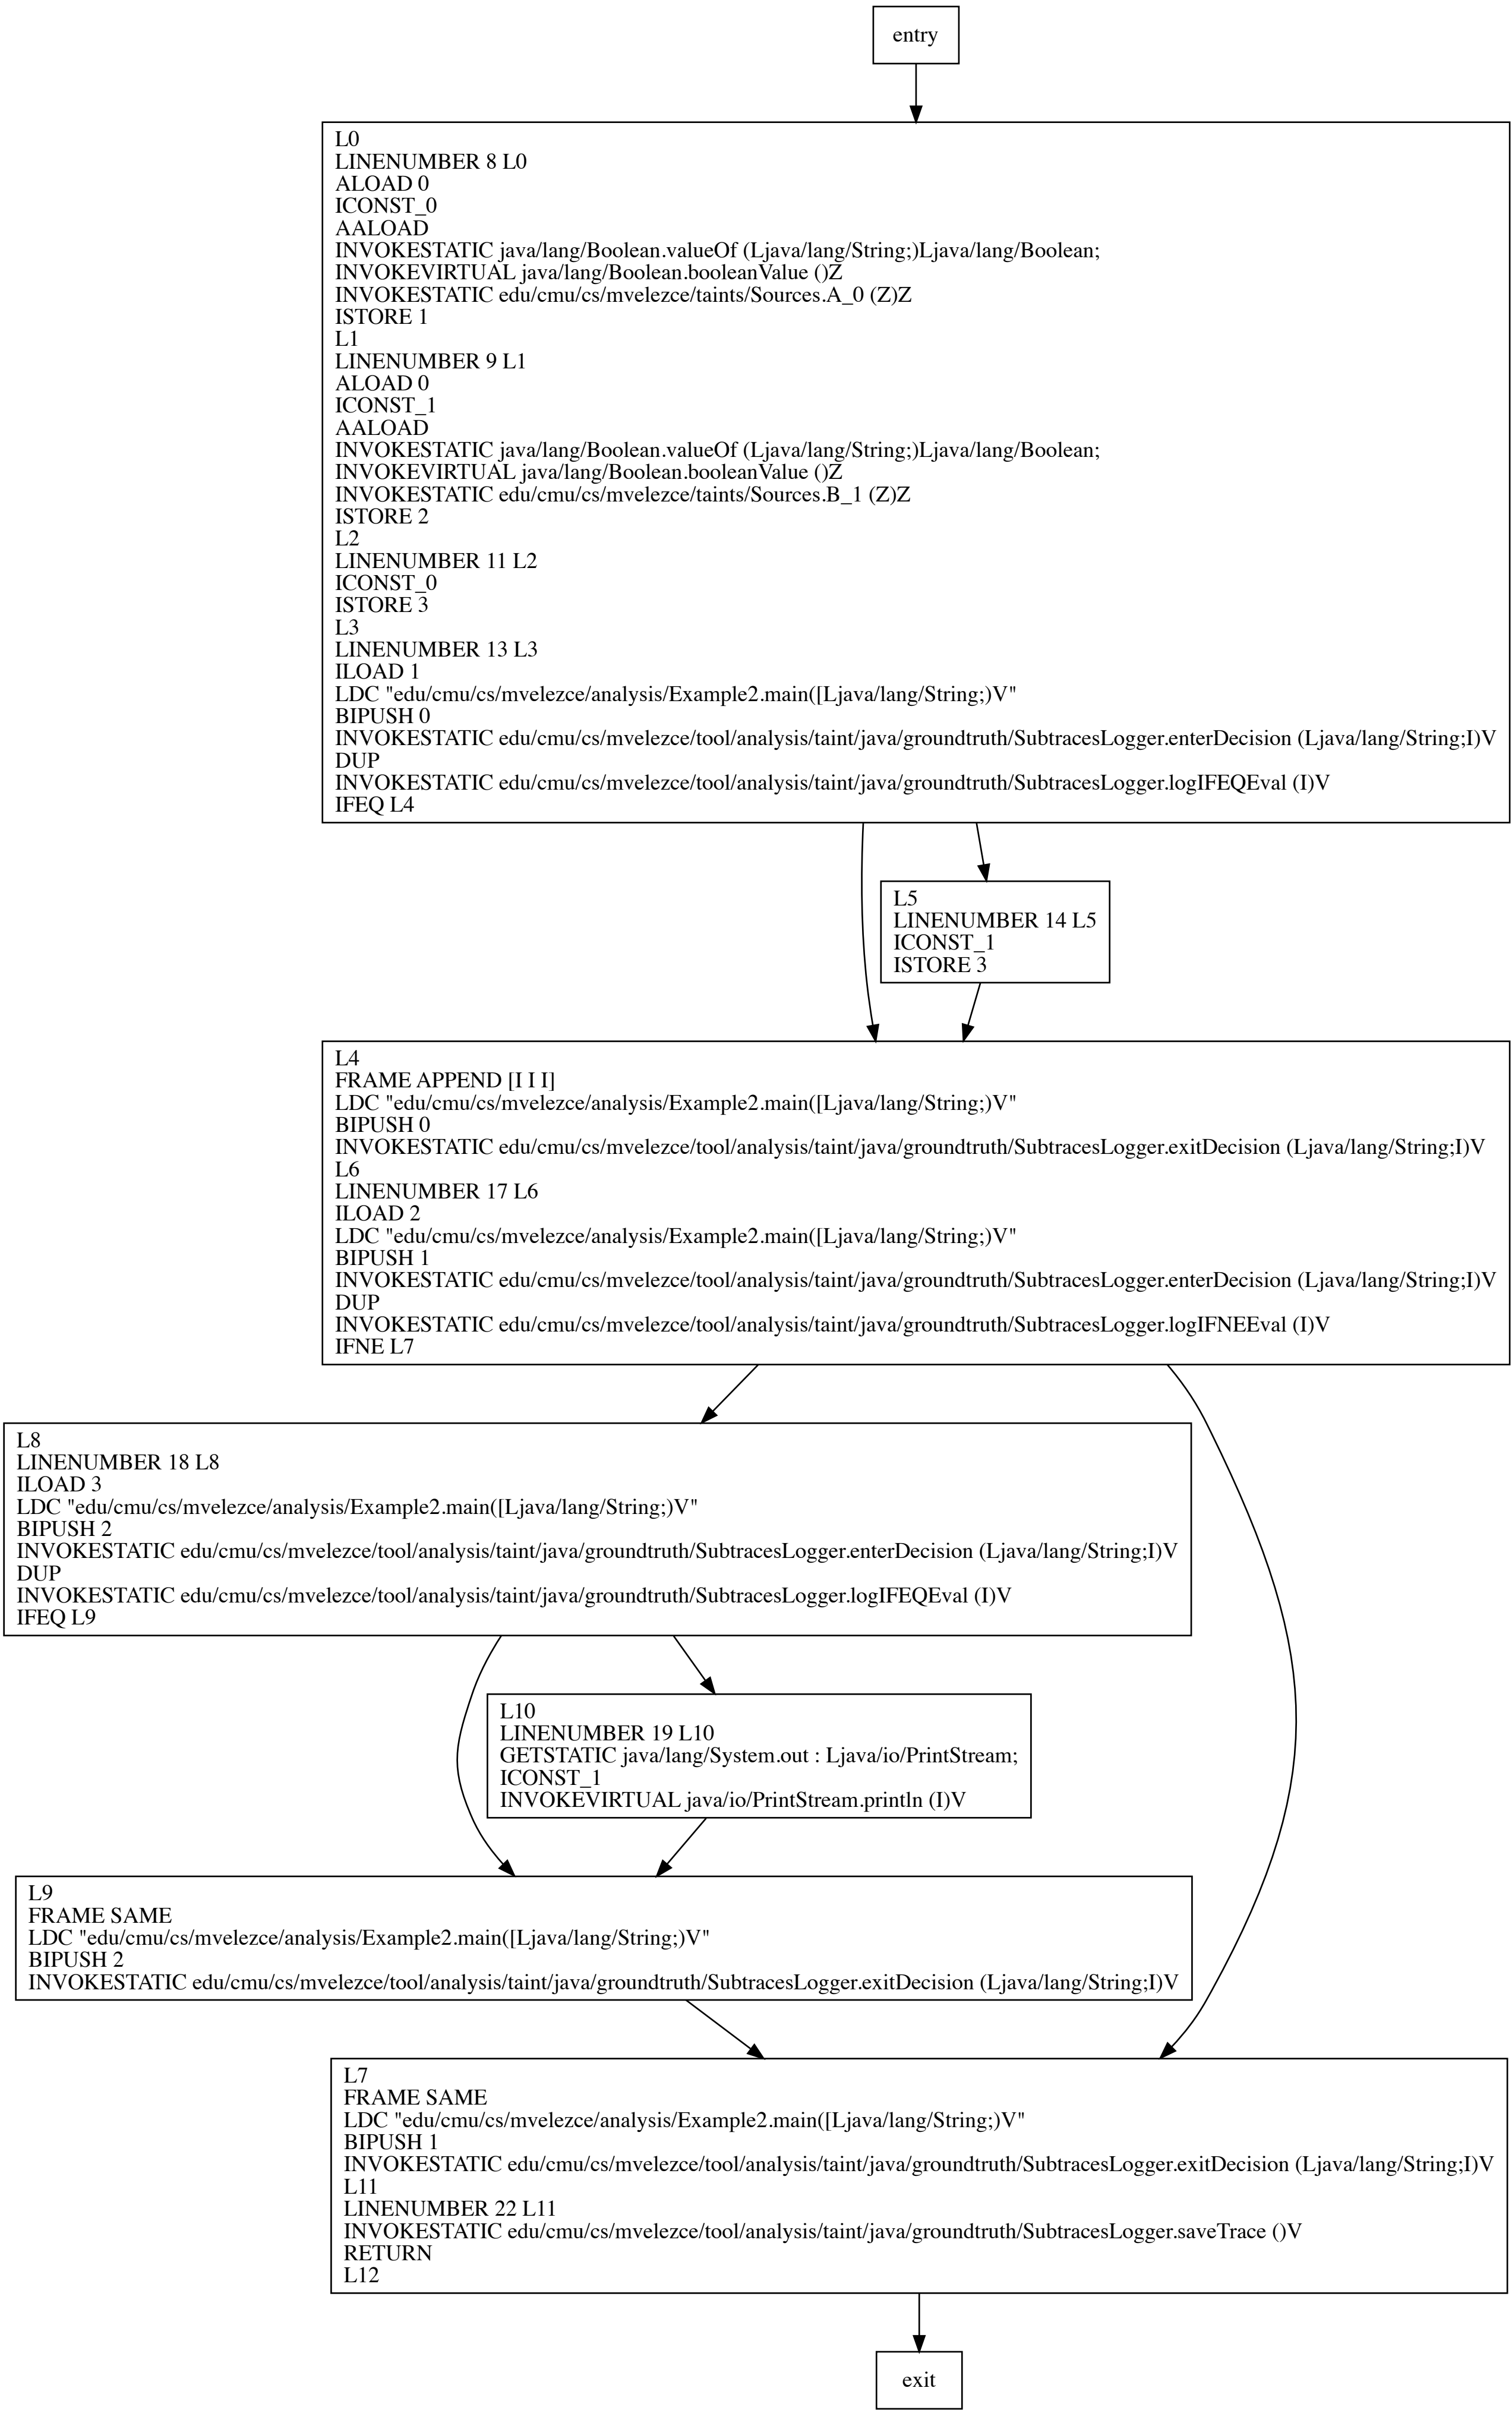 entry
L0
LINENUMBER 8 L0
ALOAD 0
ICONST_0
AALOAD
INVOKESTATIC java/lang/Boolean.valueOf (Ljava/lang/String;)Ljava/lang/Boolean;
INVOKEVIRTUAL java/lang/Boolean.booleanValue ()Z
INVOKESTATIC edu/cmu/cs/mvelezce/taints/Sources.A_0 (Z)Z
ISTORE 1
L1
LINENUMBER 9 L1
ALOAD 0
ICONST_1
AALOAD
INVOKESTATIC java/lang/Boolean.valueOf (Ljava/lang/String;)Ljava/lang/Boolean;
INVOKEVIRTUAL java/lang/Boolean.booleanValue ()Z
INVOKESTATIC edu/cmu/cs/mvelezce/taints/Sources.B_1 (Z)Z
ISTORE 2
L2
LINENUMBER 11 L2
ICONST_0
ISTORE 3
L3
LINENUMBER 13 L3
ILOAD 1
LDC "edu/cmu/cs/mvelezce/analysis/Example2.main([Ljava/lang/String;)V"
BIPUSH 0
INVOKESTATIC edu/cmu/cs/mvelezce/tool/analysis/taint/java/groundtruth/SubtracesLogger.enterDecision (Ljava/lang/String;I)V
DUP
INVOKESTATIC edu/cmu/cs/mvelezce/tool/analysis/taint/java/groundtruth/SubtracesLogger.logIFEQEval (I)V
IFEQ L4
L5
LINENUMBER 14 L5
ICONST_1
ISTORE 3
L4
FRAME APPEND [I I I]
LDC "edu/cmu/cs/mvelezce/analysis/Example2.main([Ljava/lang/String;)V"
BIPUSH 0
INVOKESTATIC edu/cmu/cs/mvelezce/tool/analysis/taint/java/groundtruth/SubtracesLogger.exitDecision (Ljava/lang/String;I)V
L6
LINENUMBER 17 L6
ILOAD 2
LDC "edu/cmu/cs/mvelezce/analysis/Example2.main([Ljava/lang/String;)V"
BIPUSH 1
INVOKESTATIC edu/cmu/cs/mvelezce/tool/analysis/taint/java/groundtruth/SubtracesLogger.enterDecision (Ljava/lang/String;I)V
DUP
INVOKESTATIC edu/cmu/cs/mvelezce/tool/analysis/taint/java/groundtruth/SubtracesLogger.logIFNEEval (I)V
IFNE L7
L8
LINENUMBER 18 L8
ILOAD 3
LDC "edu/cmu/cs/mvelezce/analysis/Example2.main([Ljava/lang/String;)V"
BIPUSH 2
INVOKESTATIC edu/cmu/cs/mvelezce/tool/analysis/taint/java/groundtruth/SubtracesLogger.enterDecision (Ljava/lang/String;I)V
DUP
INVOKESTATIC edu/cmu/cs/mvelezce/tool/analysis/taint/java/groundtruth/SubtracesLogger.logIFEQEval (I)V
IFEQ L9
L10
LINENUMBER 19 L10
GETSTATIC java/lang/System.out : Ljava/io/PrintStream;
ICONST_1
INVOKEVIRTUAL java/io/PrintStream.println (I)V
L9
FRAME SAME
LDC "edu/cmu/cs/mvelezce/analysis/Example2.main([Ljava/lang/String;)V"
BIPUSH 2
INVOKESTATIC edu/cmu/cs/mvelezce/tool/analysis/taint/java/groundtruth/SubtracesLogger.exitDecision (Ljava/lang/String;I)V
L7
FRAME SAME
LDC "edu/cmu/cs/mvelezce/analysis/Example2.main([Ljava/lang/String;)V"
BIPUSH 1
INVOKESTATIC edu/cmu/cs/mvelezce/tool/analysis/taint/java/groundtruth/SubtracesLogger.exitDecision (Ljava/lang/String;I)V
L11
LINENUMBER 22 L11
INVOKESTATIC edu/cmu/cs/mvelezce/tool/analysis/taint/java/groundtruth/SubtracesLogger.saveTrace ()V
RETURN
L12
exit